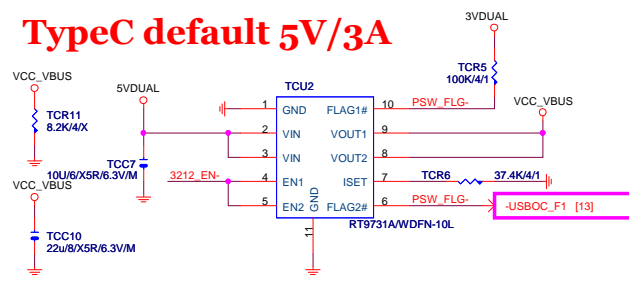 TypeC default 5V/3A
3VDUAL
TCR5
100K/4/1
VCC_VBUS
5VDUAL
TCU2
VCC_VBUS
TCR11
8.2K/4/X
1 GND FLAG1# 10 PSW_FLG-
2 VIN VOUT1 9
3 VIN VOUT2 8
TCC7
10U/6/X5R/6.3V/M
3212_EN- 4 EN1 ISET 7 TCR6 37.4K/4/1
VCC_VBUS
5 EN2 GND FLAG2# 6 PSW_FLG- -USBOC_F1 [13]
11
RT9731A/WDFN-10L
TCC10
22u/8/X5R/6.3V/M